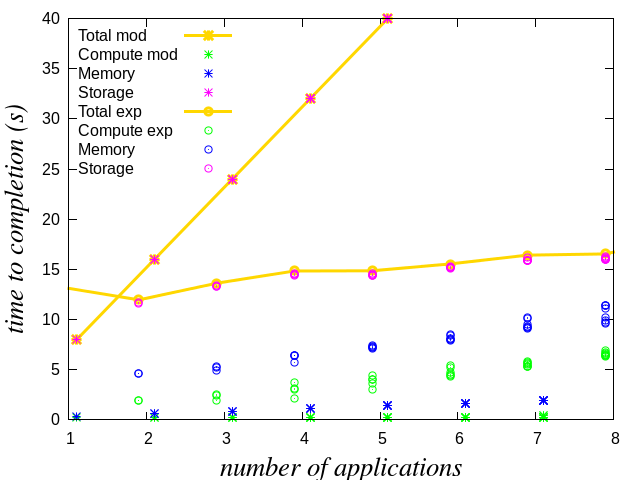 40
35
30
25
20
15
10
5
0
time to completion (s)
Total mod
Compute mod
Memory
Storage
Total exp
Compute exp
Memory
Storage
1 2 3 4 5 6 7 8
number of applications